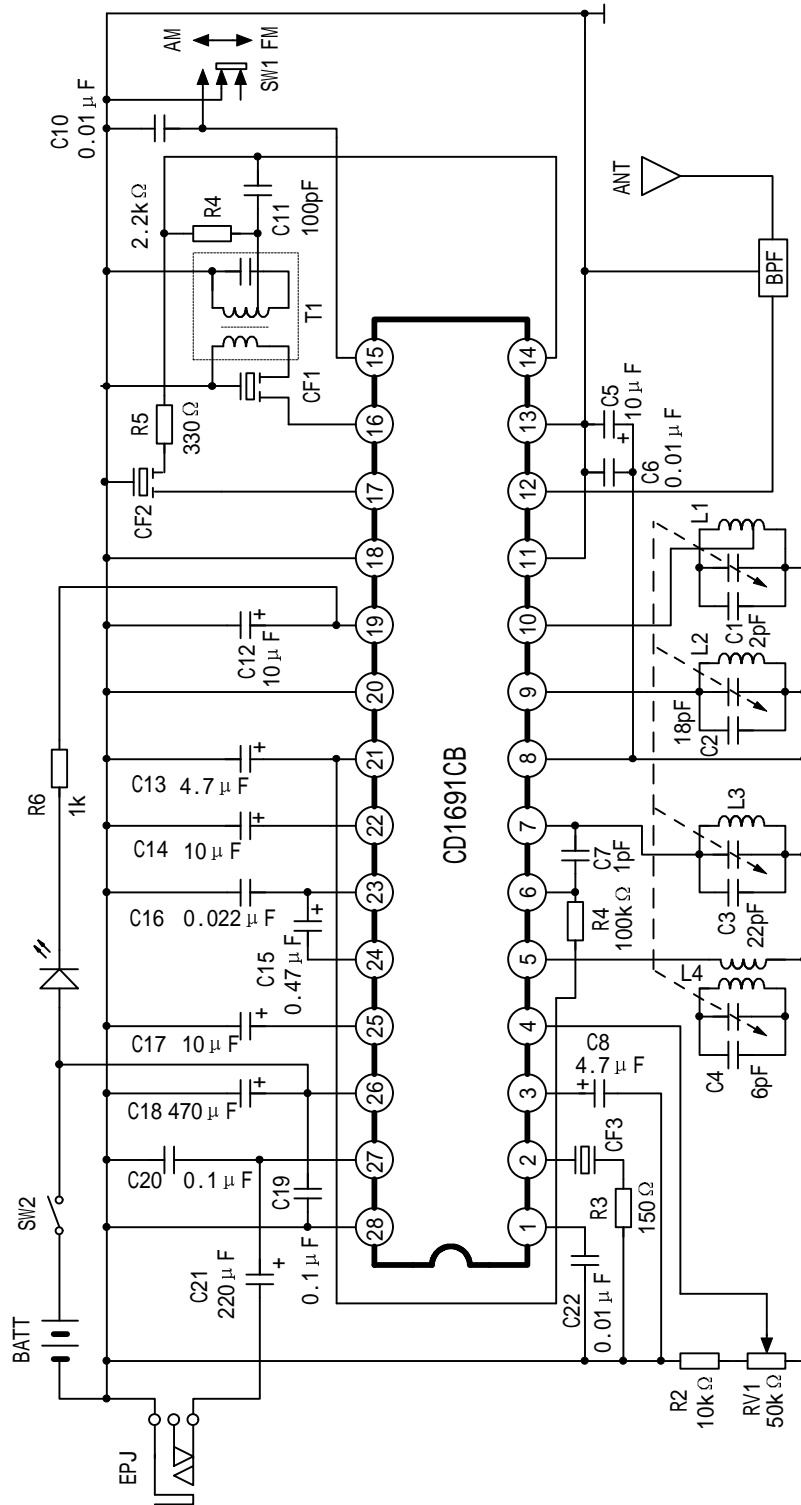 AM
FM
SW1
C10
0.01μF
2.2kΩ
R4
C11
100pF
T1
CF1
R5
330Ω
CF2
C12
10μF
R6
1k
C13 4.7μF
C14 10μF
C16 0.022μF
C15
0.47μF
C17 10μF
C18 470μF
C20 0.1μF
C19
0.1μF
C21
220μF
SW2
BATT
EPJ
15
16
17
18
19
20
21
22
23
24
25
26
27
28
CD1691CB
14
13
12
11
10
9
8
7
6
5
4
3
2
1
ANT
BPF
C5
10μF
C6
0.01μF
L1
C1
2pF
L2
18pF
C2
L3
C3
22pF
C7
1pF
R4
100kΩ
L4
C4
6pF
C8
4.7μF
CF3
R3
150Ω
C22
0.01μF
R2
10kΩ
RV1
50kΩ